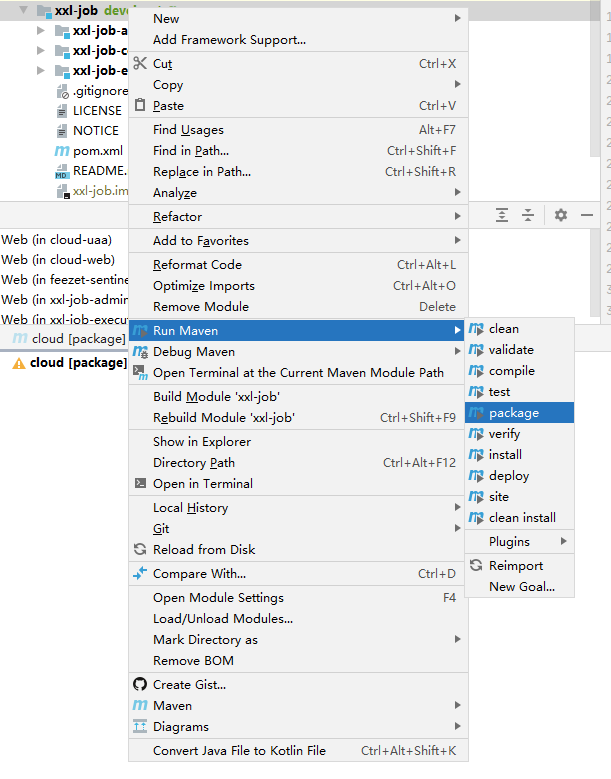 xxl-job
xxl-job-a
xxl-job-c
xxl-job-e
.gitignore
LICENSE
NOTICE
pom.xml
README.
xxl-job.im
Web (in cloud-uaa)
Web (in cloud-web)
Web (in feezet-sentine
Web (in xxl-job-admin
Web (in xxl-job-execut
cloud [package]
cloud [package]
New
Add Framework Support...
Cut Ctrl+X
Copy
Paste Ctrl+V
Find Usages Alt+F7
Find in Path... Ctrl+Shift+F
Replace in Path... Ctrl+Shift+R
Analyze
Refactor
Add to Favorites
Reformat Code Ctrl+Alt+L
Optimize Imports Ctrl+Alt+O
Remove Module Delete
Run Maven
Debug Maven
Open Terminal at the Current Maven Module Path
Build Module 'xxl-job'
Rebuild Module 'xxl-job' Ctrl+Shift+F9
Show in Explorer
Directory Path Ctrl+Alt+F12
Open in Terminal
Local History
Git
Reload from Disk
Compare With... Ctrl+D
Open Module Settings F4
Load/Unload Modules...
Mark Directory as
Remove BOM
Create Gist...
Maven
Diagrams
Convert Java File to Kotlin File Ctrl+Alt+Shift+K
clean
validate
compile
test
package
verify
install
deploy
site
clean install
Plugins
Reimport
New Goal...